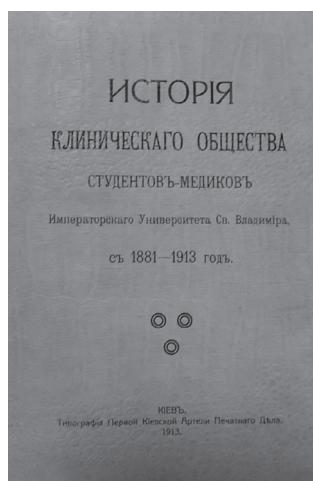 ИСТОРІЯ
КЛИНИЧЕСКАГО ОБЩЕСТВА
СТУДЕНТОВЪ-МЕДИКОВЪ
Императорскаго Университета Св. Владиміра,
съ 1881—1913 годъ.
КІЕВЪ.
Типографія Первой Кіевской Артели Печатнаго Дѣла.
1913.